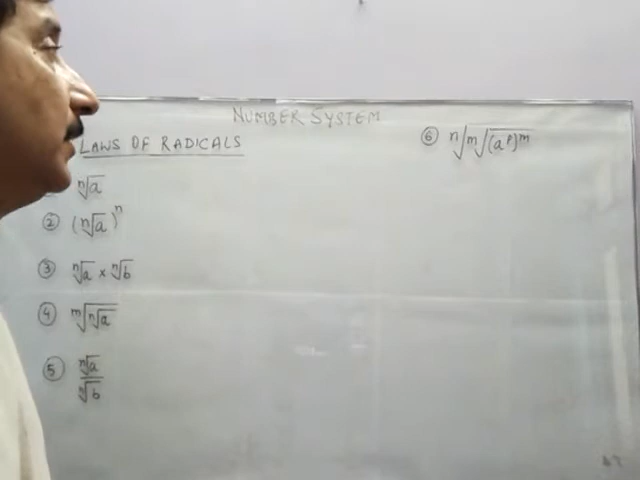 NUMBER SYSTEM
LAWS OF RADICALS
ⁿ√a
② (ⁿ√a)ⁿ
③ ⁿ√a × ⁿ√b
④ ᵐ√ⁿ√a
⑤ ⁿ√a / ⁿ√b
⑥ ⁿ√ᵐ√(aᵖ)ᵐ